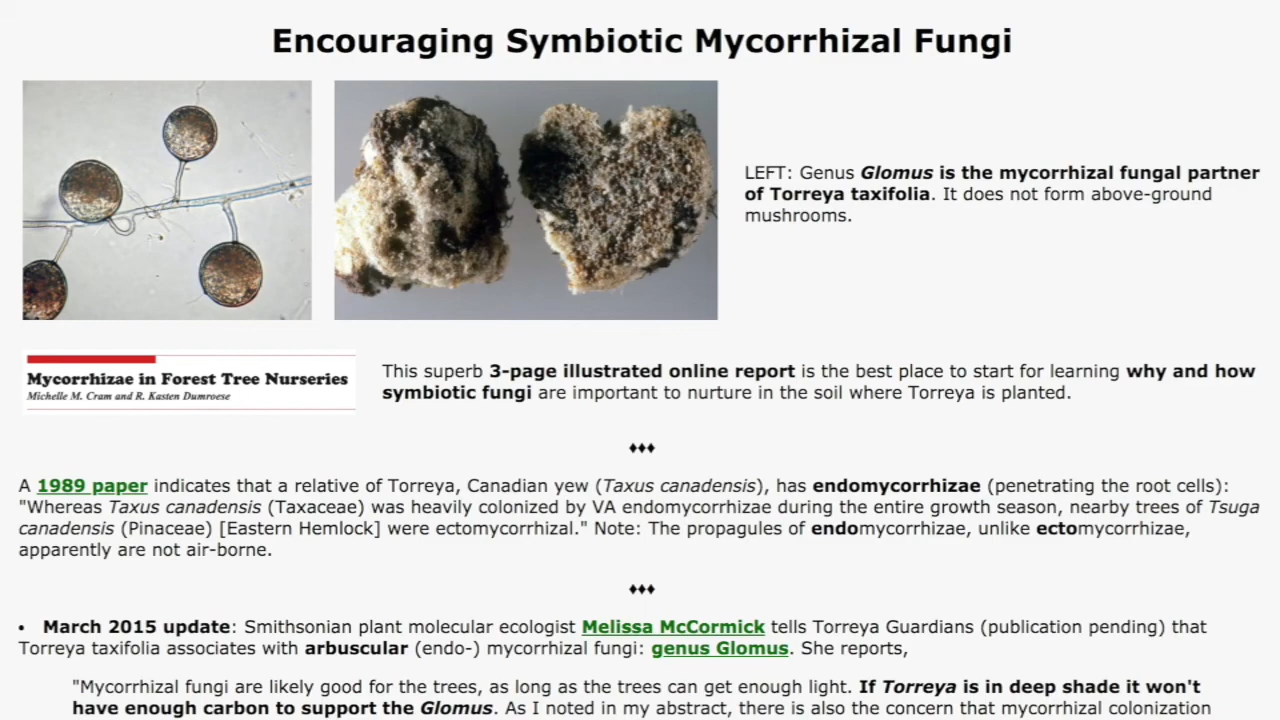 Encouraging Symbiotic Mycorrhizal Fungi
LEFT: Genus Glomus is the mycorrhizal fungal partner
of Torreya taxifolia. It does not form above-ground
mushrooms.
Mycorrhizae in Forest Tree Nurseries
Michelle M. Cram and R. Kasten Dumroese
This superb 3-page illustrated online report is the best place to start for learning why and how
symbiotic fungi are important to nurture in the soil where Torreya is planted.
♦♦♦
A 1989 paper indicates that a relative of Torreya, Canadian yew (Taxus canadensis), has endomycorrhizae (penetrating the root cells):
"Whereas Taxus canadensis (Taxaceae) was heavily colonized by VA endomycorrhizae during the entire growth season, nearby trees of Tsuga
canadensis (Pinaceae) [Eastern Hemlock] were ectomycorrhizal." Note: The propagules of endomycorrhizae, unlike ectomycorrhizae,
apparently are not air-borne.
♦♦♦
• March 2015 update: Smithsonian plant molecular ecologist Melissa McCormick tells Torreya Guardians (publication pending) that
Torreya taxifolia associates with arbuscular (endo-) mycorrhizal fungi: genus Glomus. She reports,
"Mycorrhizal fungi are likely good for the trees, as long as the trees can get enough light. If Torreya is in deep shade it won't
have enough carbon to support the Glomus. As I noted in my abstract, there is also the concern that mycorrhizal colonization